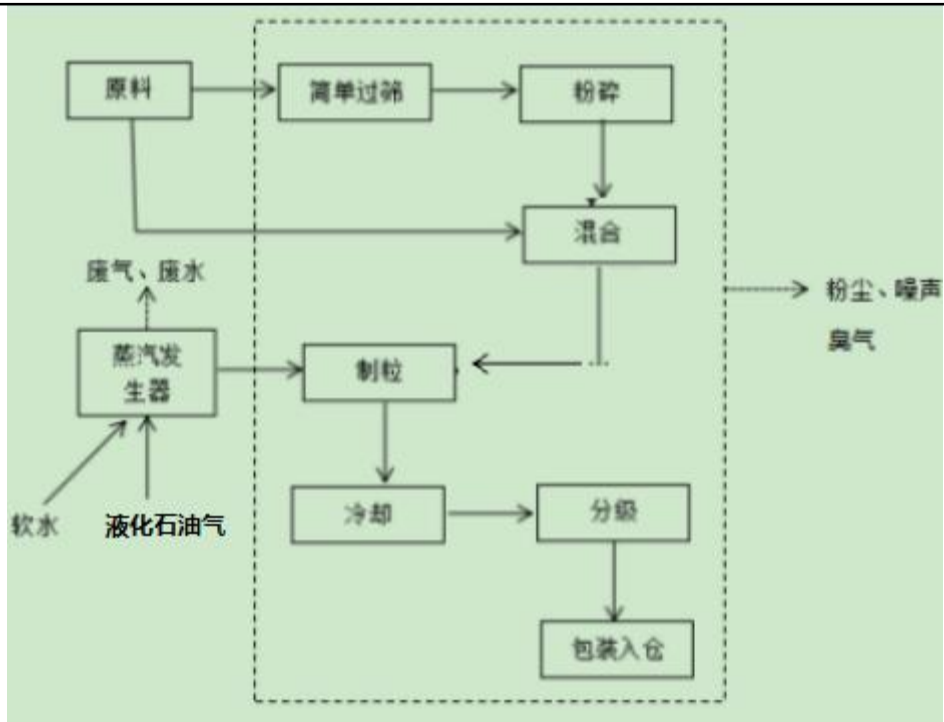 原料
简单过筛
粉碎
混合
废气、废水
粉尘、噪声
臭气
蒸汽发
生器
制粒
软水
液化石油气
冷却
分级
包装入仓